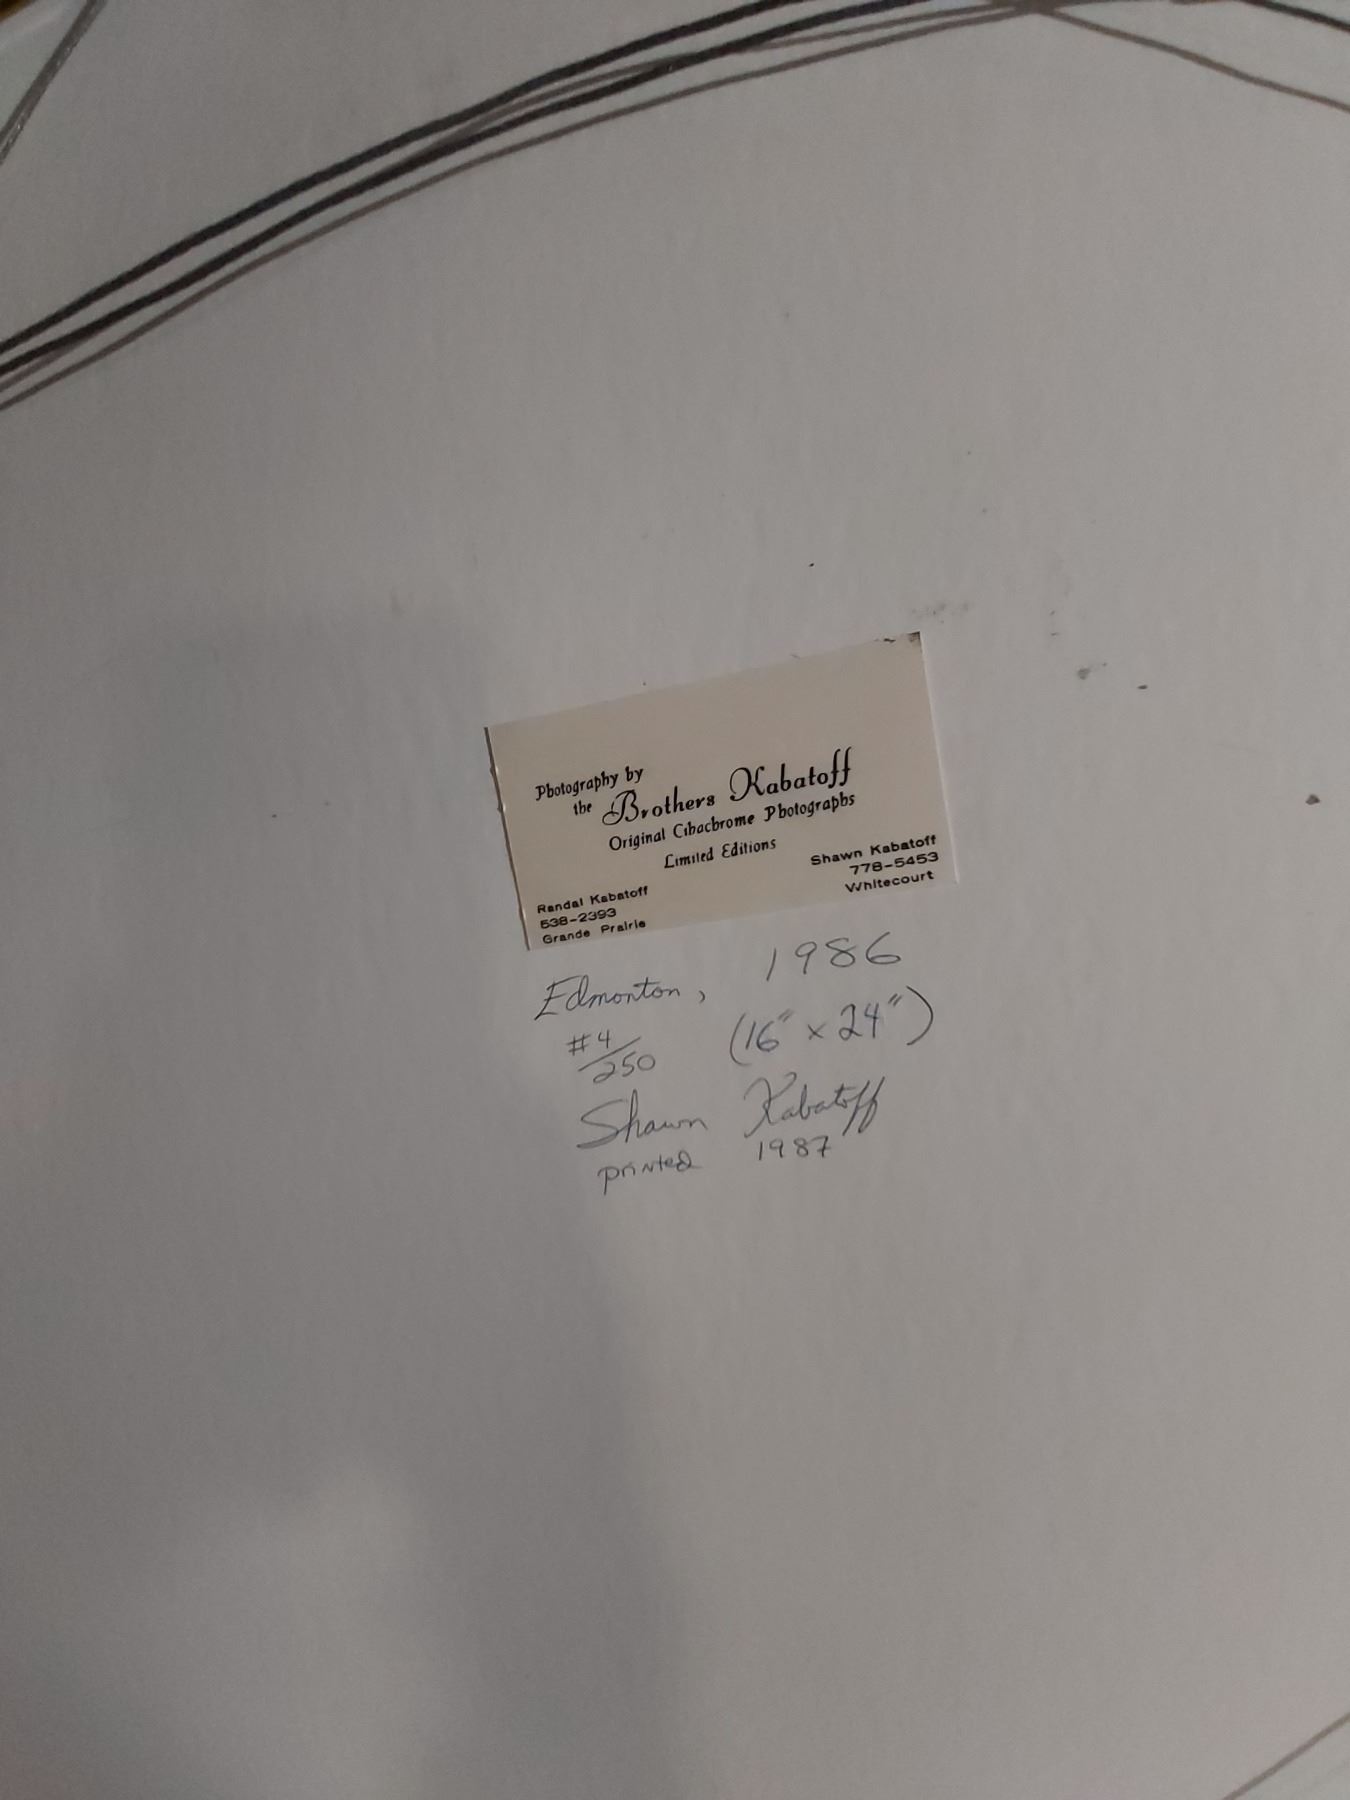 Photography by
the Brothers Kabatoff
Original Cibachrome Photographs
Limited Editions
Shawn Kabatoff
778-5453
Whitecourt
Randal Kabatoff
538-2393
Grande Prairie
Edmonton, 1986
#4/250 (16" x 24")
Shawn Kabatoff
printed 1987